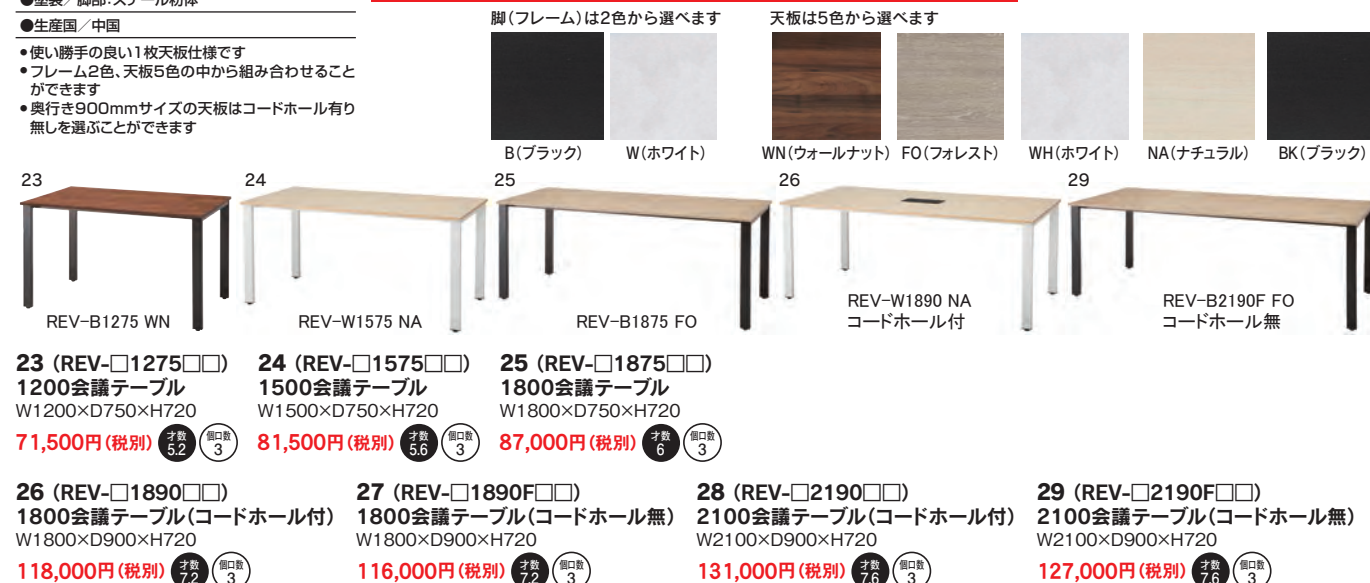 ●塗装／脚部:スチール粉体
●生産国／中国
•使い勝手の良い1枚天板仕様です
•フレーム2色、天板5色の中から組み合わせること
ができます
•奥行き900mmサイズの天板はコードホール有り
無しを選ぶことができます
脚(フレーム)は2色から選べます
天板は5色から選べます
B(ブラック)
W(ホワイト)
WN(ウォールナット)
FO(フォレスト)
WH(ホワイト)
NA(ナチュラル)
BK(ブラック)
23
REV-B1275 WN
24
REV-W1575 NA
25
REV-B1875 FO
26
REV-W1890 NA
コードホール付
29
REV-B2190F FO
コードホール無
23 (REV-□1275□□)
1200会議テーブル
W1200×D750×H720
71,500円(税別) 才数 5.2 個口数 3
24 (REV-□1575□□)
1500会議テーブル
W1500×D750×H720
81,500円(税別) 才数 5.6 個口数 3
25 (REV-□1875□□)
1800会議テーブル
W1800×D750×H720
87,000円(税別) 才数 6 個口数 3
26 (REV-□1890□□)
1800会議テーブル(コードホール付)
W1800×D900×H720
118,000円(税別) 才数 7.2 個口数 3
27 (REV-□1890F□□)
1800会議テーブル(コードホール無)
W1800×D900×H720
116,000円(税別) 才数 7.2 個口数 3
28 (REV-□2190□□)
2100会議テーブル(コードホール付)
W2100×D900×H720
131,000円(税別) 才数 7.6 個口数 3
29 (REV-□2190F□□)
2100会議テーブル(コードホール無)
W2100×D900×H720
127,000円(税別) 才数 7.6 個口数 3